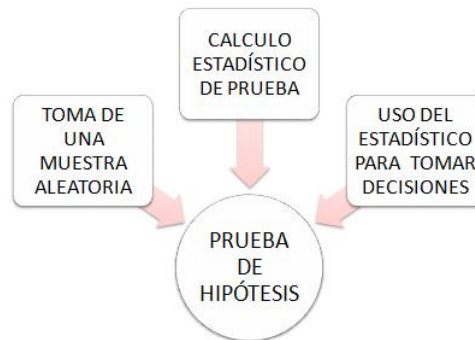 CALCULO
ESTADÍSTICO
DE PRUEBA
TOMA DE
UNA
MUESTRA
ALEATORIA
USO DEL
ESTADÍSTICO
PARA TOMAR
DECISIONES
PRUEBA
DE
HIPÓTESIS